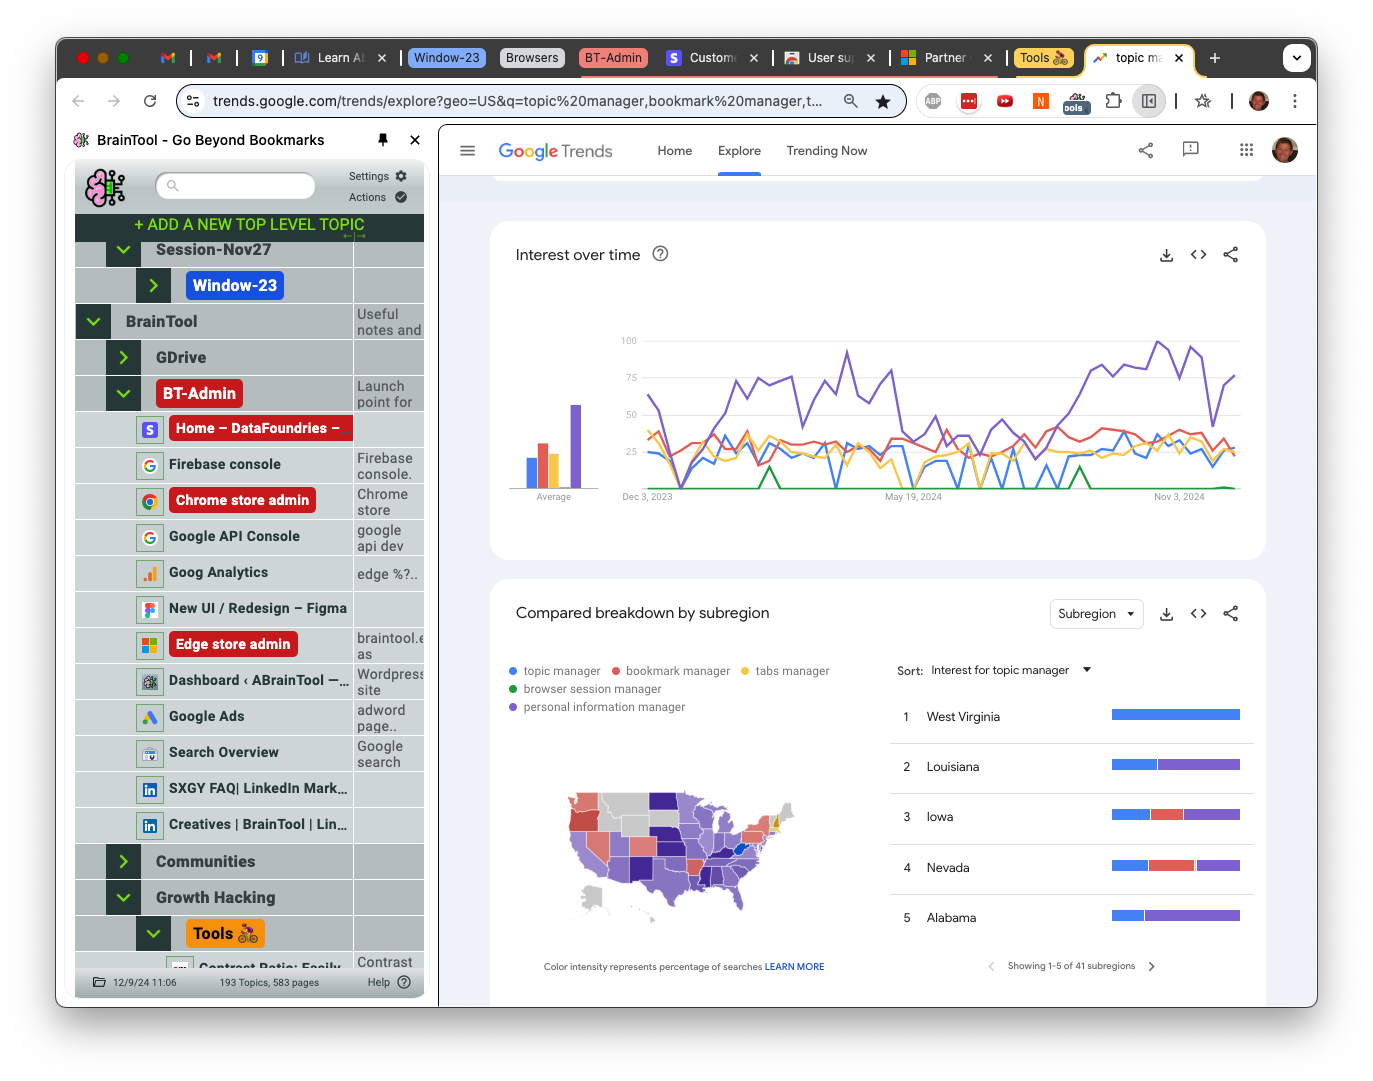 9
Learn A
Window-23
Browsers
BT-Admin
Custome
User su
Partner
Tools
topic ma
trends.google.com/trends/explore?geo=US&q=topic%20manager,bookmark%20manager,t...
ABP
N
ools
BrainTool - Go Beyond Bookmarks
Settings
Actions
+ ADD A NEW TOP LEVEL TOPIC
Session-Nov27
Window-23
BrainTool
Useful
notes and
GDrive
BT-Admin
Launch
point for
S
Home – DataFoundries –...
Firebase console
Firebase
console.
Chrome store admin
Chrome
store
Google API Console
google
api dev
Goog Analytics
edge %?..
New UI / Redesign – Figma
Edge store admin
braintool.e
as
Dashboard ‹ ABrainTool —...
Wordpress
site
Google Ads
adword
page..
Search Overview
Google
search
in
SXGY FAQ| LinkedIn Mark...
in
Creatives | BrainTool | Lin...
Communities
Growth Hacking
Tools
Contrast Ratio: Easily
Contrast
12/9/24 11:06
193 Topics, 583 pages
Help
Google Trends
Home
Explore
Trending Now
Interest over time
100
75
50
25
Average
Dec 3, 2023
May 19, 2024
Nov 3, 2024
Compared breakdown by subregion
Subregion
topic manager
bookmark manager
tabs manager
browser session manager
personal information manager
Sort: Interest for topic manager
1 West Virginia
2 Louisiana
3 Iowa
4 Nevada
5 Alabama
Color intensity represents percentage of searches LEARN MORE
Showing 1-5 of 41 subregions